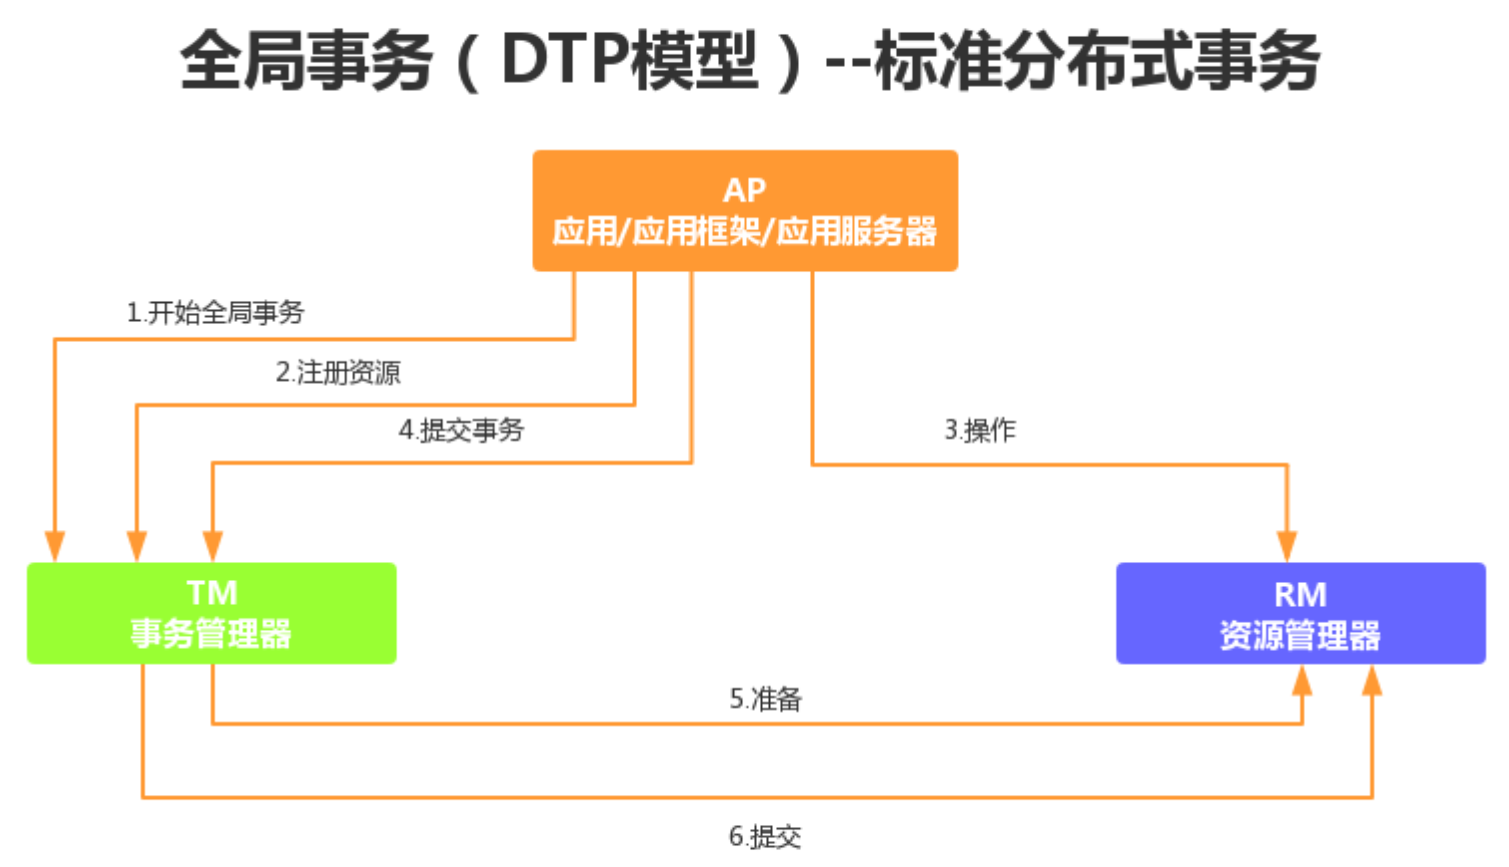 全局事务（DTP模型）--标准分布式事务
AP
应用/应用框架/应用服务器
1.开始全局事务
2.注册资源
4.提交事务
3.操作
TM
事务管理器
RM
资源管理器
5.准备
6.提交